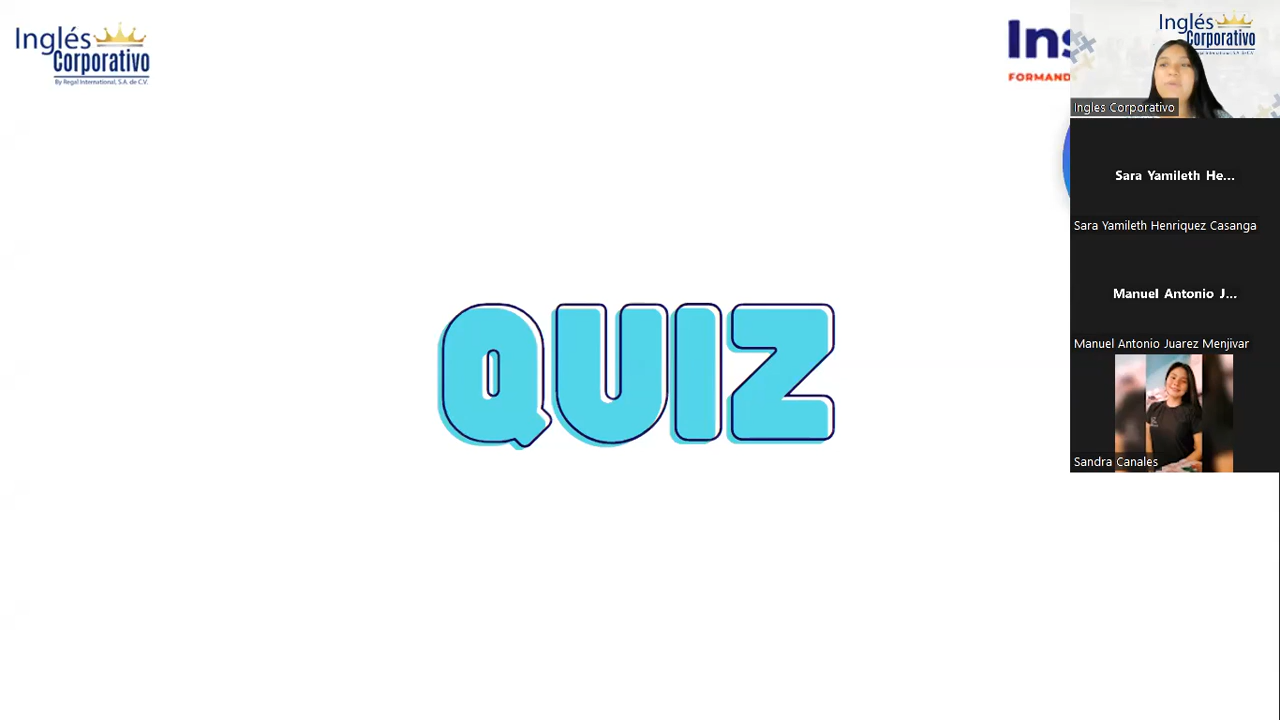 Inglés
Corporativo
By Regal International, S.A. de C.V.
Ins
FORMAND
QUIZ
Inglés
Corporativo
Ingles Corporativo
Sara Yamileth He...
Sara Yamileth Henriquez Casanga
Manuel Antonio J...
Manuel Antonio Juarez Menjivar
Sandra Canales